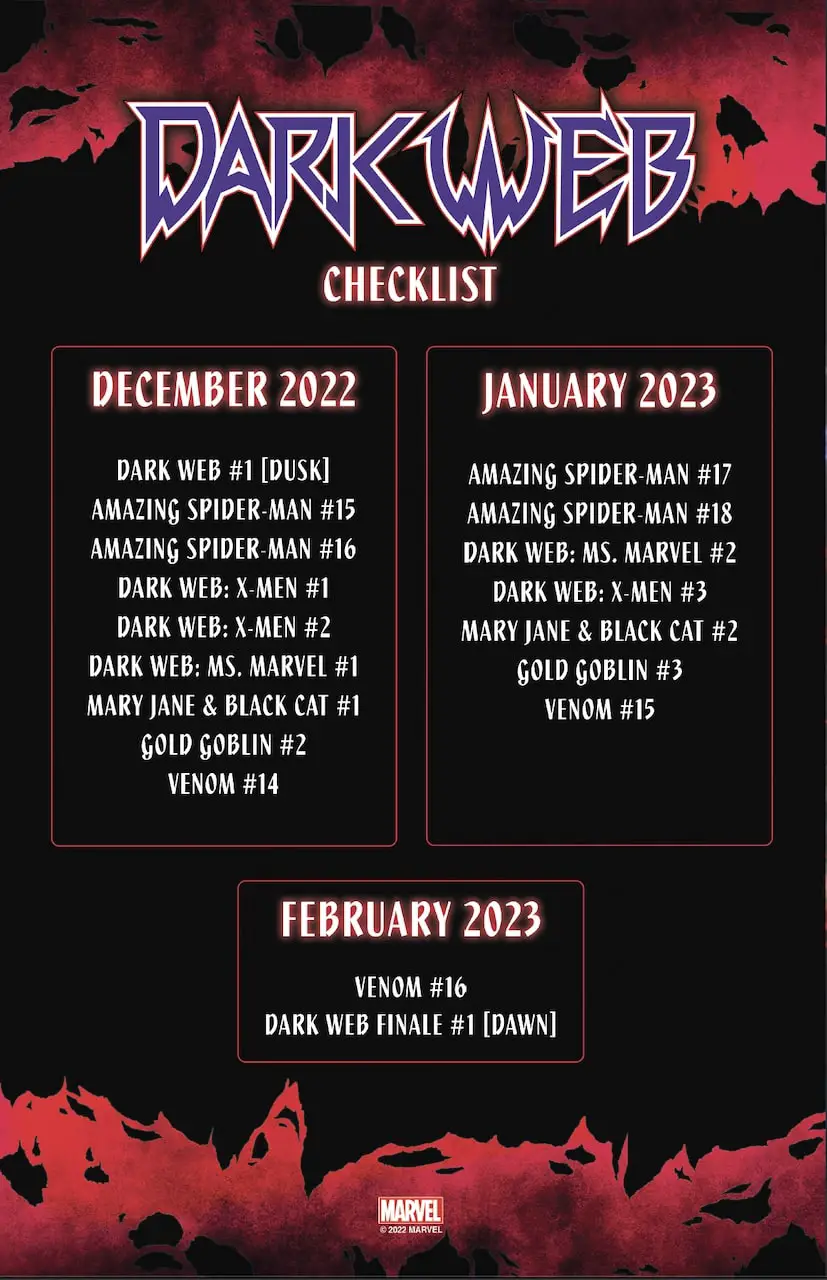 DARK WEB
CHECKLIST
DECEMBER 2022
DARK WEB #1 [DUSK]
AMAZING SPIDER-MAN #15
AMAZING SPIDER-MAN #16
DARK WEB: X-MEN #1
DARK WEB: X-MEN #2
DARK WEB: MS. MARVEL #1
MARY JANE & BLACK CAT #1
GOLD GOBLIN #2
VENOM #14
JANUARY 2023
AMAZING SPIDER-MAN #17
AMAZING SPIDER-MAN #18
DARK WEB: MS. MARVEL #2
DARK WEB: X-MEN #3
MARY JANE & BLACK CAT #2
GOLD GOBLIN #3
VENOM #15
FEBRUARY 2023
VENOM #16
DARK WEB FINALE #1 [DAWN]
MARVEL
© 2022 MARVEL